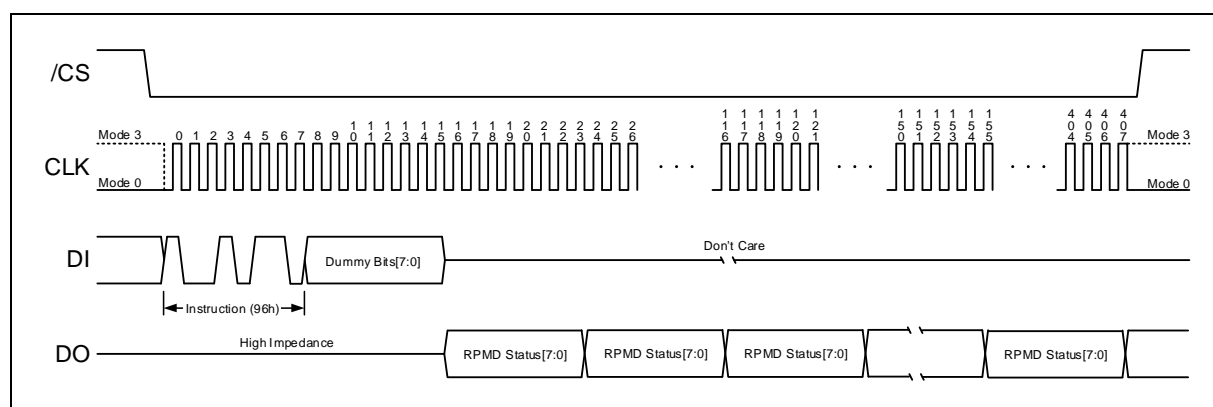 /CS
Mode 3
0 1 2 3 4 5 6 7 8 9 10 11 12 13 14 15 16 17 18 19 20 21 22 23 24 25 26 116 117 118 119 120 121 150 151 152 153 154 155 404 405 406 407
Mode 3
CLK
. . .
. . .
. . .
Mode 0
Mode 0
DI
Dummy Bits[7:0]
Don't Care
Instruction (96h)
DO
High Impedance
RPMD Status[7:0]
RPMD Status[7:0]
RPMD Status[7:0]
RPMD Status[7:0]